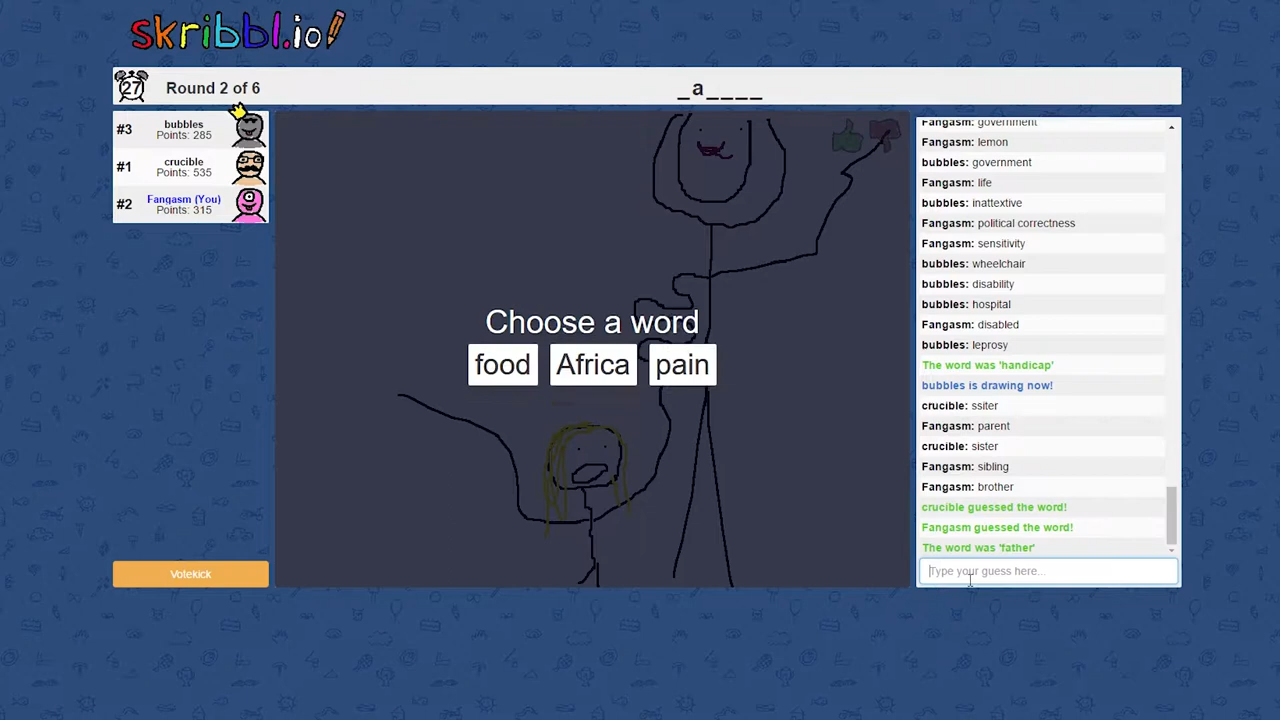 skribbl.io
27
Round 2 of 6
_a____
#3
bubbles
Points: 285
#1
crucible
Points: 535
#2
Fangasm (You)
Points: 315
Votekick
Choose a word
food
Africa
pain
Fangasm: government
Fangasm: lemon
bubbles: government
Fangasm: life
bubbles: inattextive
Fangasm: political correctness
Fangasm: sensitivity
bubbles: wheelchair
bubbles: disability
bubbles: hospital
Fangasm: disabled
bubbles: leprosy
The word was 'handicap'
bubbles is drawing now!
crucible: ssiter
Fangasm: parent
crucible: sister
Fangasm: sibling
Fangasm: brother
crucible guessed the word!
Fangasm guessed the word!
The word was 'father'
Type your guess here...